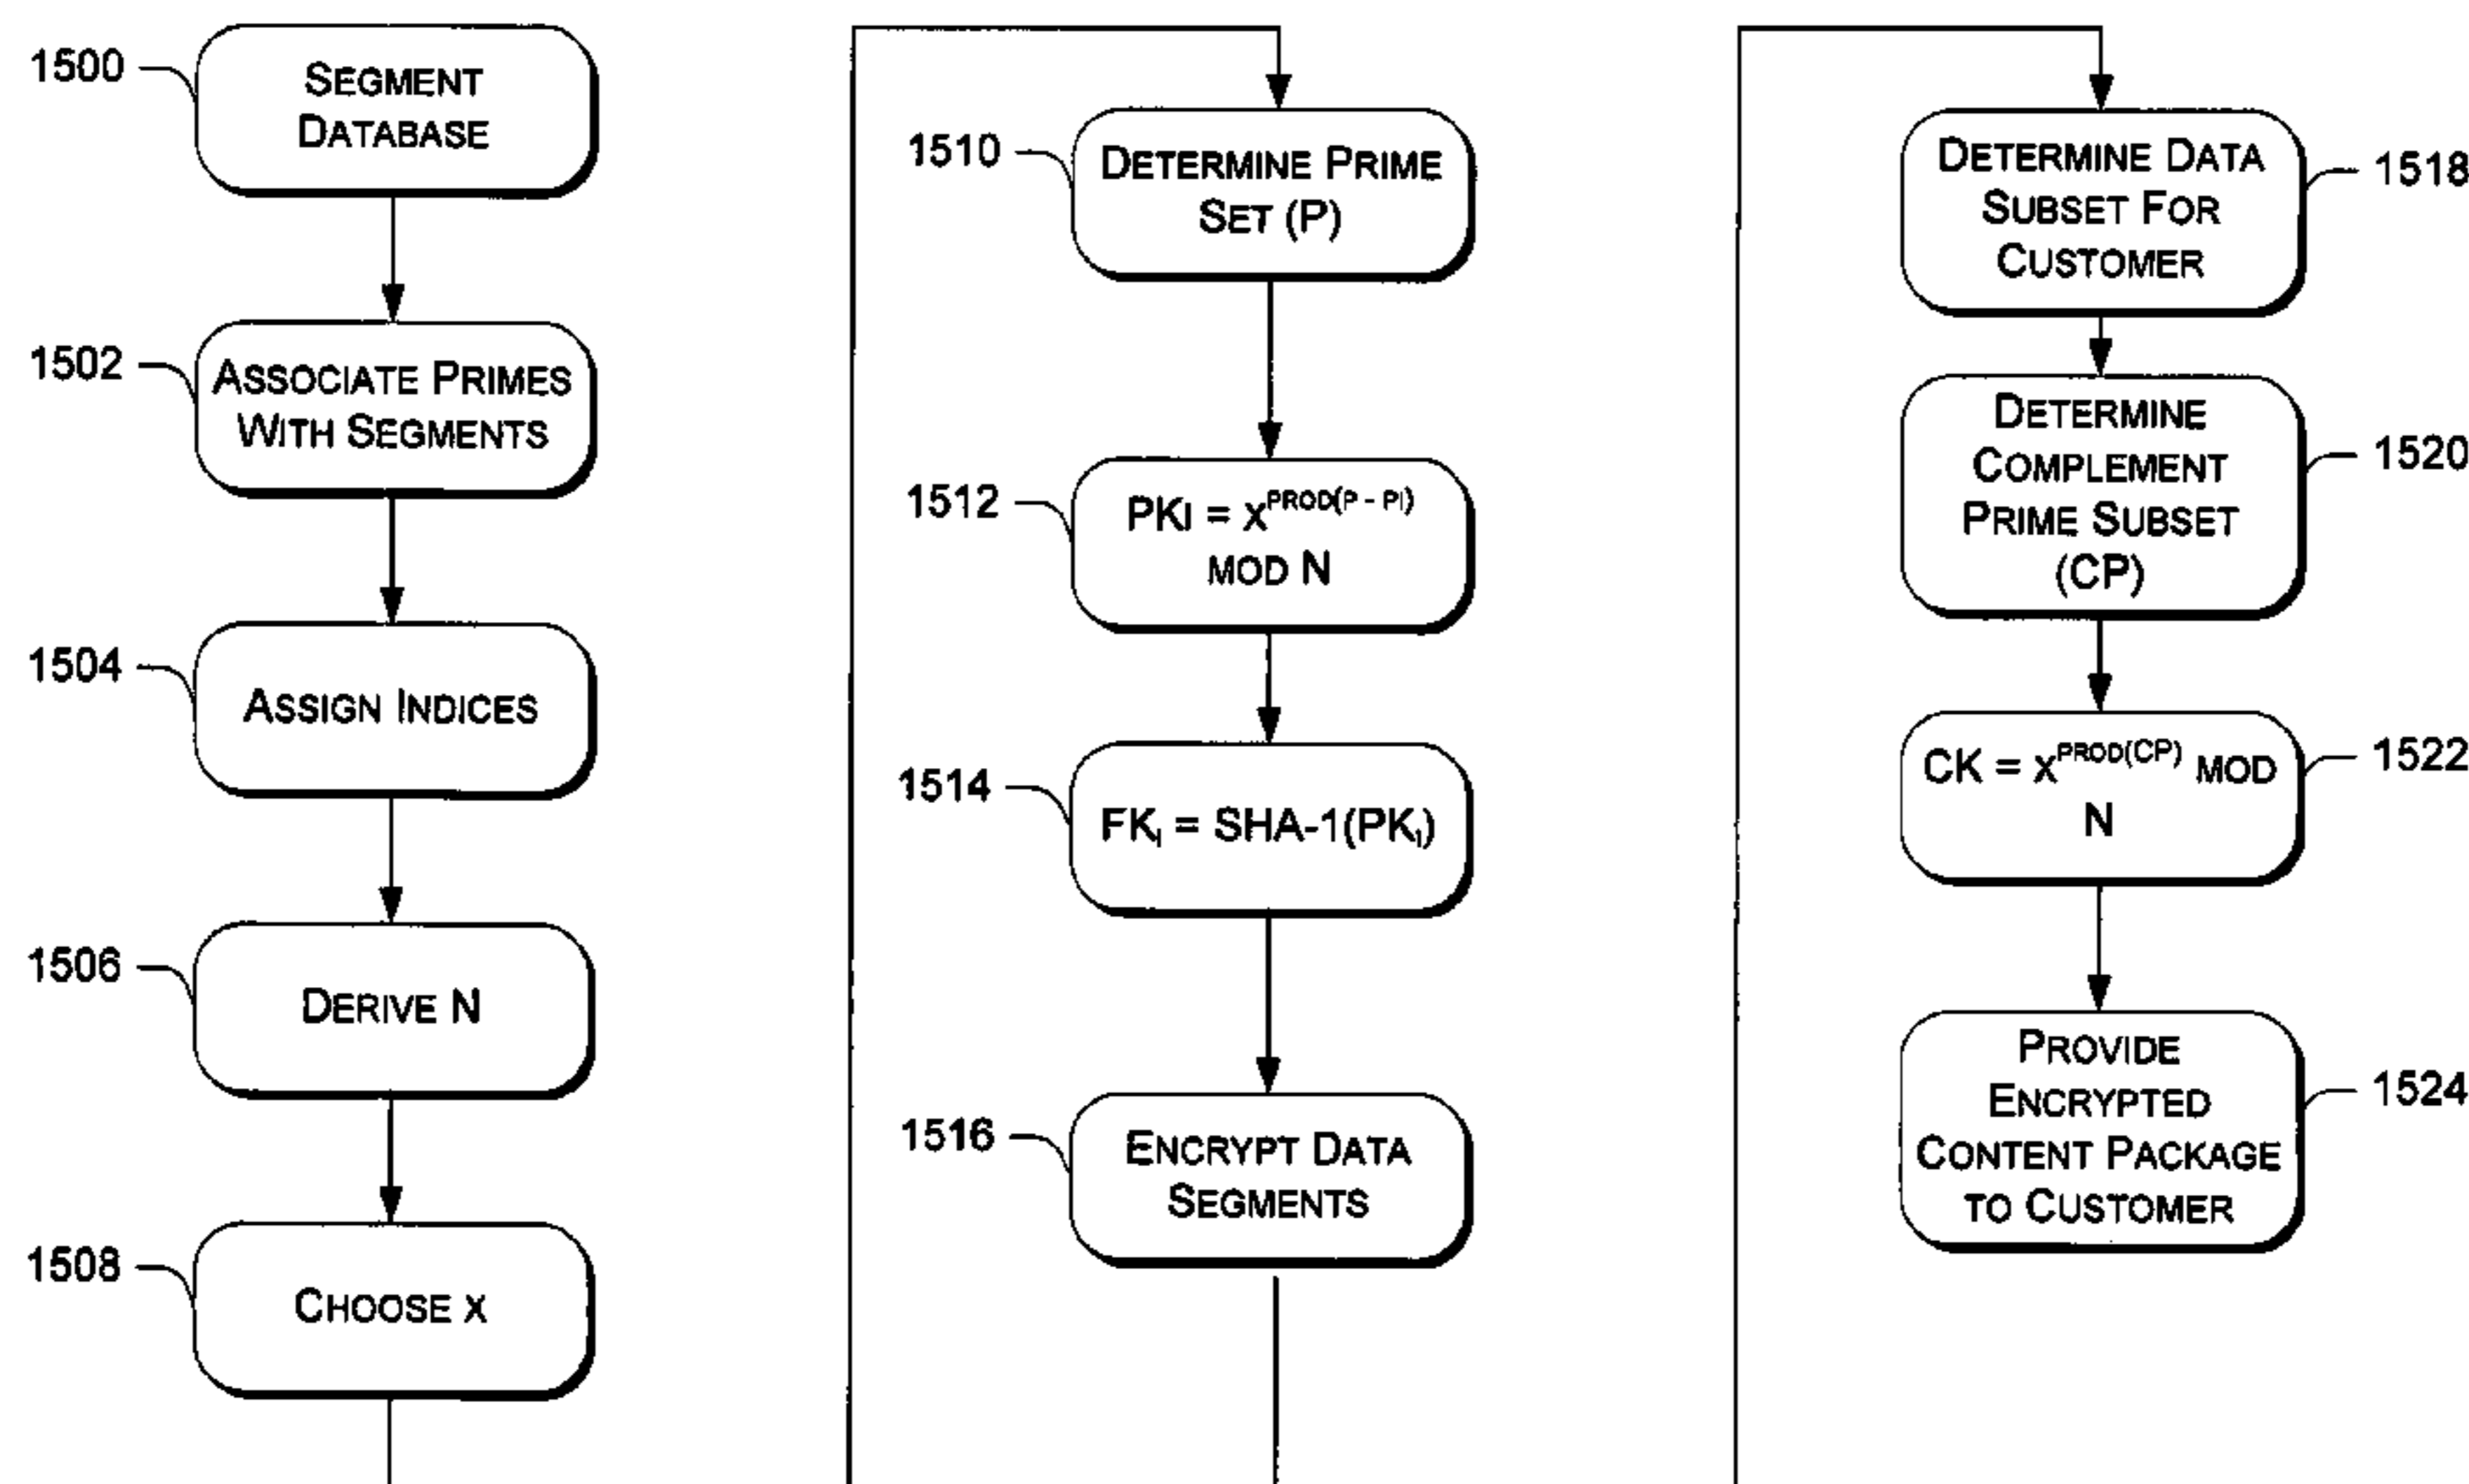 1500
SEGMENT
DATABASE
1502
ASSOCIATE PRIMES
WITH SEGMENTS
1504
ASSIGN INDICES
1506
DERIVE N
1508
CHOOSE X
1510
DETERMINE PRIME
SET (P)
1512
PKI = x^PROD(P - PI)
MOD N
1514
FKI = SHA-1(PKI)
1516
ENCRYPT DATA
SEGMENTS
DETERMINE DATA
SUBSET FOR
CUSTOMER
1518
DETERMINE
COMPLEMENT
PRIME SUBSET
(CP)
1520
CK = x^PROD(CP) MOD
N
1522
PROVIDE
ENCRYPTED
CONTENT PACKAGE
TO CUSTOMER
1524